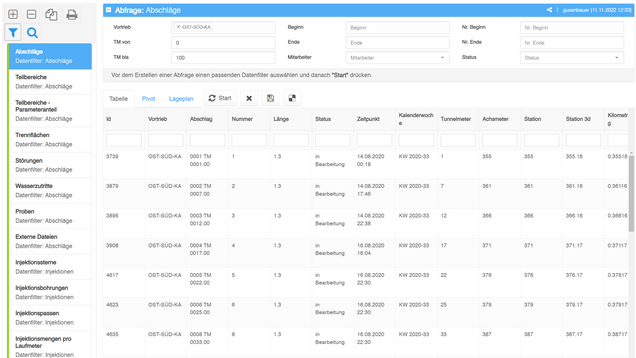 Abfrage: Abschläge
gusenbauer [11.11.2022 12:33]
Vortrieb
× OST-SÜD-KA
Beginn
Beginn
Nr. Beginn
Nr. Beginn
TM von
0
Ende
Ende
Nr. Ende
Nr. Ende
TM bis
100
Mitarbeiter
Mitarbeiter
Status
Status
Vor dem Erstellen einer Abfrage einen passenden Datenfilter auswählen und danach "Start" drücken.
Abschläge
Datenfilter: Abschläge
Teilbereiche
Datenfilter: Abschläge
Teilbereiche -
Parameteranteil
Datenfilter: Abschläge
Trennflächen
Datenfilter: Abschläge
Störungen
Datenfilter: Abschläge
Wasserzutritte
Datenfilter: Abschläge
Proben
Datenfilter: Abschläge
Externe Dateien
Datenfilter: Abschläge
Injektionssterne
Datenfilter: Injektionen
Injektionsbohrungen
Datenfilter: Injektionen
Injektionspassen
Datenfilter: Injektionen
Injektionsmengen pro
Laufmeter
Datenfilter: Injektionen
Tabelle Pivot Lageplan Start
Id Vortrieb Abschlag Nummer Länge Status Zeitpunkt Kalenderwoch
e Tunnelmeter Achsmeter Station Station 3d Kilometr
g
3739 OST-SÜD-KA 0001 TM
0001.00 1 1.3 in
Bearbeitung 14.08.2020
00:18 KW 2020-33 1 355 355 355.16 0.35516
3879 OST-SÜD-KA 0002 TM
0007.00 2 1.3 in
Bearbeitung 14.08.2020
17:46 KW 2020-33 7 361 361 361.16 0.36116
3896 OST-SÜD-KA 0003 TM
0012.00 3 1.3 in
Bearbeitung 14.08.2020
22:38 KW 2020-33 12 366 366 366.16 0.36616
3908 OST-SÜD-KA 0004 TM
0017.00 4 1.3 in
Bearbeitung 16.08.2020
16:04 KW 2020-33 17 371 371 371.17 0.37117
4617 OST-SÜD-KA 0005 TM
0022.00 5 1.3 in
Bearbeitung 16.08.2020
22:30 KW 2020-33 22 376 376 376.17 0.37617
4623 OST-SÜD-KA 0006 TM
0025.00 6 1.3 in
Bearbeitung 16.08.2020
22:30 KW 2020-33 25 379 379 379.17 0.37917
4635 OST-SÜD-KA 0008 TM
0033.00 8 1.3 in
Bearbeitung 16.08.2020
22:30 KW 2020-33 33 387 387 387.17 0.38717